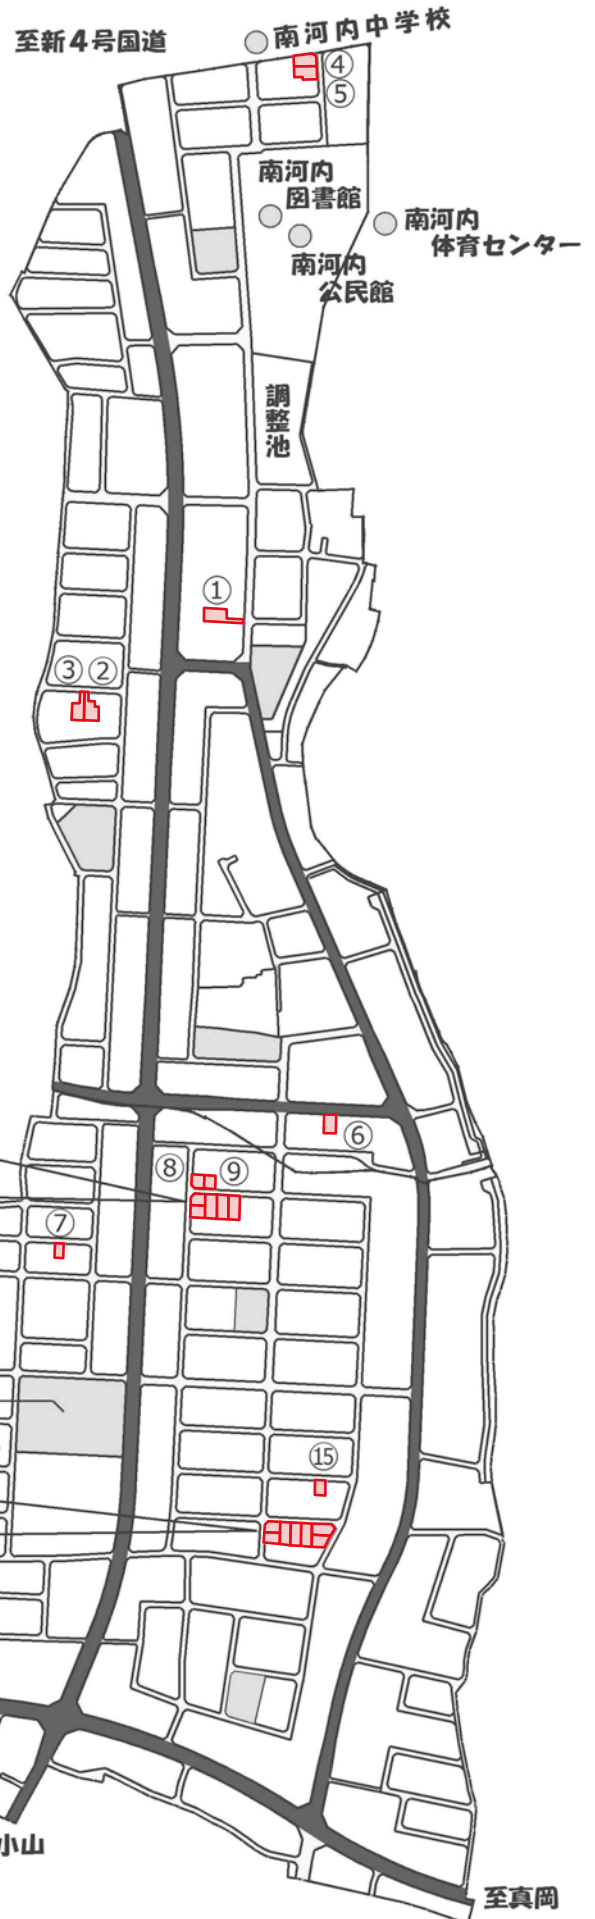 至新4号国道
南河内中学校
④
⑤
南河内
図書館
南河内
体育センター
南河内
公民館
調整池
①
③ ②
⑥
⑧ ⑨
⑦
⑮
小山
至真岡